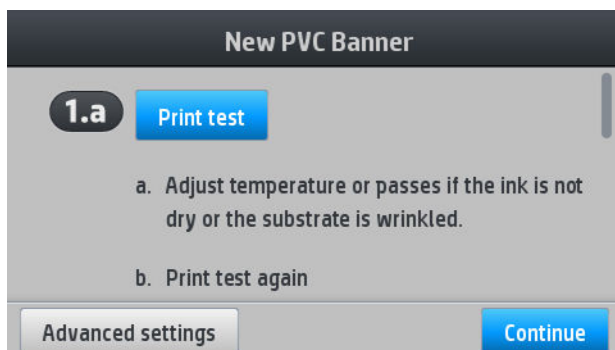 New PVC Banner
1.a Print test
a. Adjust temperature or passes if the ink is not
dry or the substrate is wrinkled.
b. Print test again
Advanced settings Continue